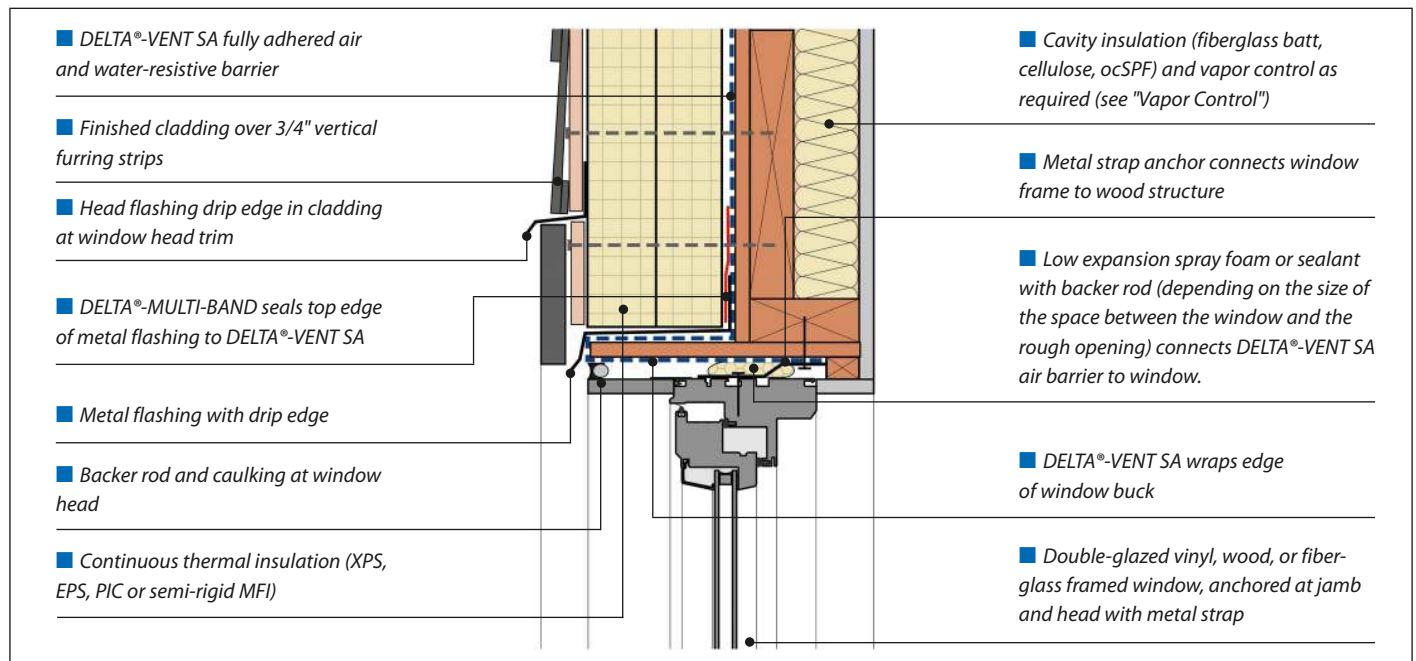 DELTA®-VENT SA fully adhered air
and water-resistive barrier
Finished cladding over 3/4" vertical
furring strips
Head flashing drip edge in cladding
at window head trim
DELTA®-MULTI-BAND seals top edge
of metal flashing to DELTA®-VENT SA
Metal flashing with drip edge
Backer rod and caulking at window
head
Continuous thermal insulation (XPS,
EPS, PIC or semi-rigid MFI)
Cavity insulation (fiberglass batt,
cellulose, ocSPF) and vapor control as
required (see "Vapor Control")
Metal strap anchor connects window
frame to wood structure
Low expansion spray foam or sealant
with backer rod (depending on the size of
the space between the window and the
rough opening) connects DELTA®-VENT SA
air barrier to window.
DELTA®-VENT SA wraps edge
of window buck
Double-glazed vinyl, wood, or fiber-
glass framed window, anchored at jamb
and head with metal strap